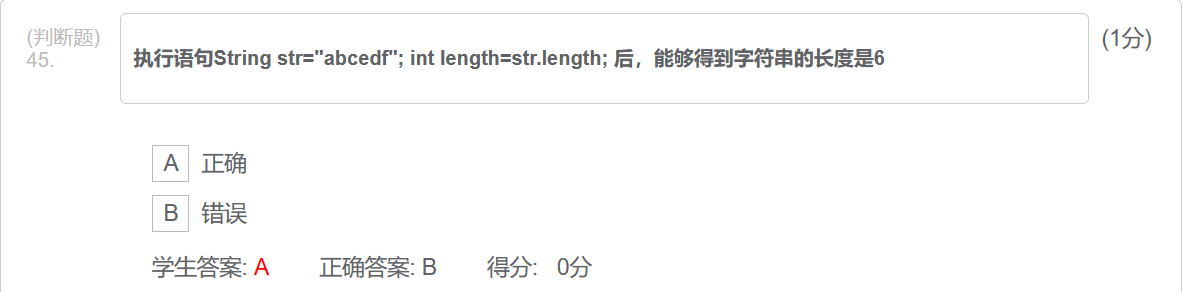 (判断题) 执行语句String str="abcedf"; int length=str.length; 后，能够得到字符串的长度是6 (1分)
45.
A 正确
B 错误
学生答案: A 正确答案: B 得分: 0分